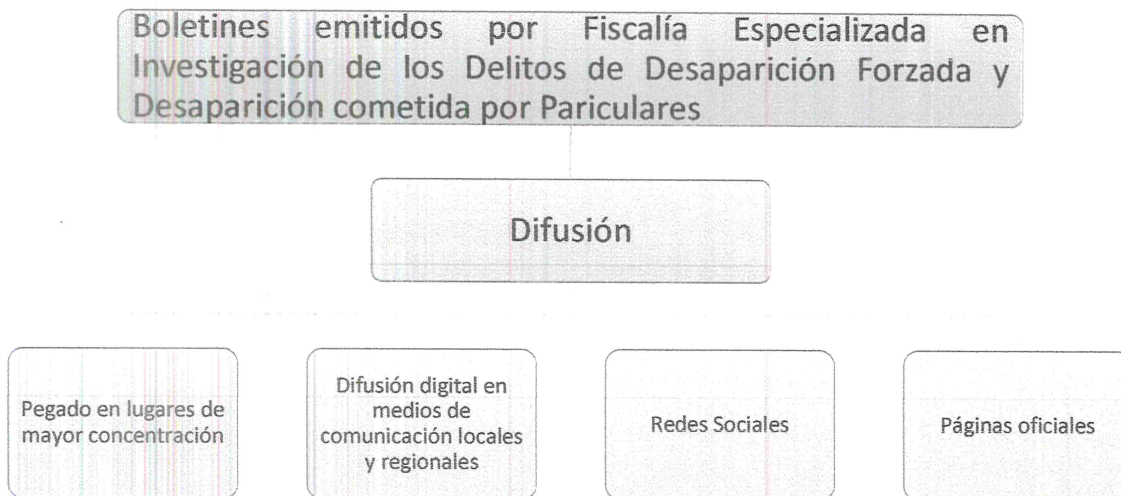 Boletines emitidos por Fiscalía Especializada en
Investigación de los Delitos de Desaparición Forzada y
Desaparición cometida por Pariculares
Difusión
Pegado en lugares de
mayor concentración
Difusión digital en
medios de
comunicación locales
y regionales
Redes Sociales
Páginas oficiales